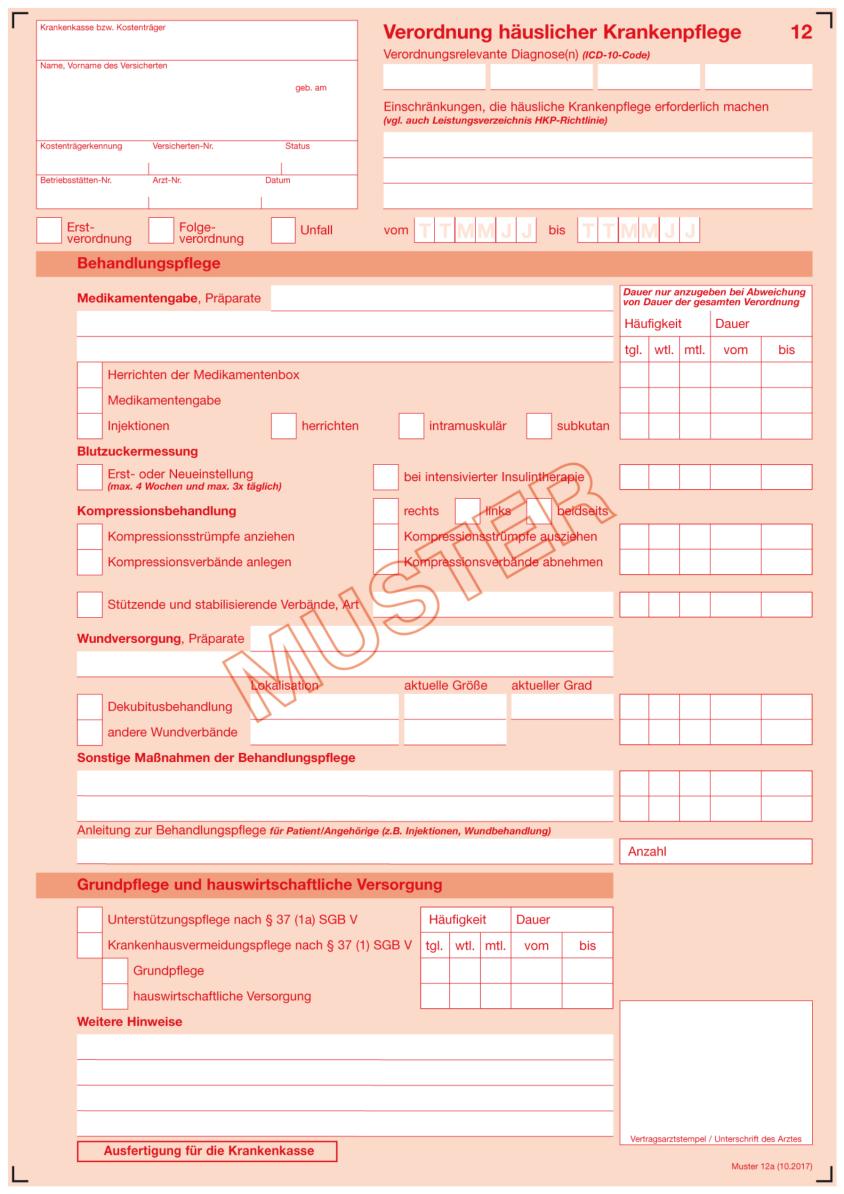 Krankenkasse bzw. Kostenträger
Name, Vorname des Versicherten
geb. am
Kostenträgerkennung Versicherten-Nr. Status
Betriebsstätten-Nr. Arzt-Nr. Datum
Verordnung häuslicher Krankenpflege 12
Verordnungsrelevante Diagnose(n) (ICD-10-Code)
Einschränkungen, die häusliche Krankenpflege erforderlich machen
(vgl. auch Leistungsverzeichnis HKP-Richtlinie)
Erst-
verordnung
Folge-
verordnung
Unfall
vom T T M M J J bis T T M M J J
Behandlungspflege
Medikamentengabe, Präparate
Dauer nur anzugeben bei Abweichung
von Dauer der gesamten Verordnung
Häufigkeit Dauer
tgl. wtl. mtl. vom bis
Herrichten der Medikamentenbox
Medikamentengabe
Injektionen herrichten intramuskulär subkutan
Blutzuckermessung
Erst- oder Neueinstellung
(max. 4 Wochen und max. 3x täglich)
bei intensivierter Insulintherapie
Kompressionsbehandlung rechts links beidseits
Kompressionsstrümpfe anziehen Kompressionsstrümpfe ausziehen
Kompressionsverbände anlegen Kompressionsverbände abnehmen
Stützende und stabilisierende Verbände, Art
MUSTER
Wundversorgung, Präparate
Lokalisation aktuelle Größe aktueller Grad
Dekubitusbehandlung
andere Wundverbände
Sonstige Maßnahmen der Behandlungspflege
Anleitung zur Behandlungspflege für Patient/Angehörige (z.B. Injektionen, Wundbehandlung)
Anzahl
Grundpflege und hauswirtschaftliche Versorgung
Unterstützungspflege nach § 37 (1a) SGB V
Krankenhausvermeidungspflege nach § 37 (1) SGB V
Häufigkeit Dauer
tgl. wtl. mtl. vom bis
Grundpflege
hauswirtschaftliche Versorgung
Weitere Hinweise
Vertragsarztstempel / Unterschrift des Arztes
Ausfertigung für die Krankenkasse
Muster 12a (10.2017)